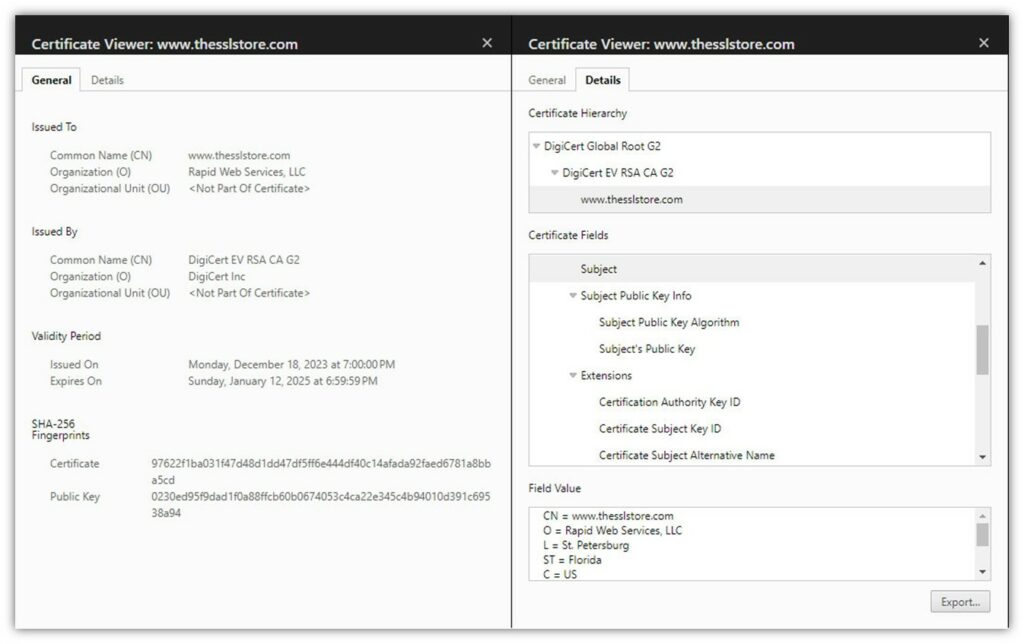 Certificate Viewer: www.thesslstore.com
General Details
Issued To
Common Name (CN) www.thesslstore.com
Organization (O) Rapid Web Services, LLC
Organizational Unit (OU) <Not Part Of Certificate>
Issued By
Common Name (CN) DigiCert EV RSA CA G2
Organization (O) DigiCert Inc
Organizational Unit (OU) <Not Part Of Certificate>
Validity Period
Issued On Monday, December 18, 2023 at 7:00:00 PM
Expires On Sunday, January 12, 2025 at 6:59:59 PM
SHA-256
Fingerprints
Certificate 97622f1ba031f47d48d1dd47df5ff6e444df40c14afada92faed6781a8bb
a5cd
Public Key 0230ed95f9dad1f0a88ffcb60b0674053c4ca22e345c4b94010d391c695
38a94
Certificate Viewer: www.thesslstore.com
General Details
Certificate Hierarchy
DigiCert Global Root G2
DigiCert EV RSA CA G2
www.thesslstore.com
Certificate Fields
Subject
Subject Public Key Info
Subject Public Key Algorithm
Subject's Public Key
Extensions
Certification Authority Key ID
Certificate Subject Key ID
Certificate Subject Alternative Name
Field Value
CN = www.thesslstore.com
O = Rapid Web Services, LLC
L = St. Petersburg
ST = Florida
C = US
Export...